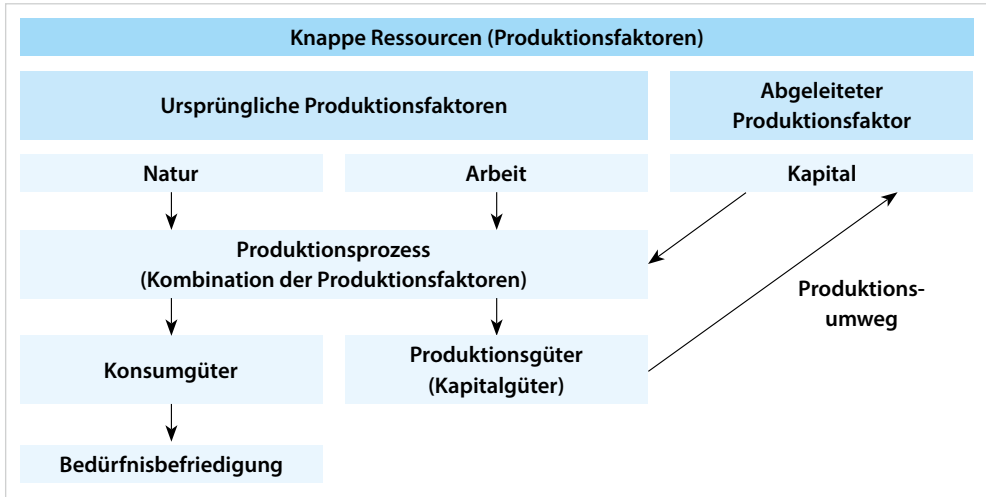 Knappe Ressourcen (Produktionsfaktoren)
Ursprüngliche Produktionsfaktoren
Abgeleiteter
Produktionsfaktor
Natur
Arbeit
Kapital
Produktionsprozess
(Kombination der Produktionsfaktoren)
Produktions-
umweg
Konsumgüter
Produktionsgüter
(Kapitalgüter)
Bedürfnisbefriedigung